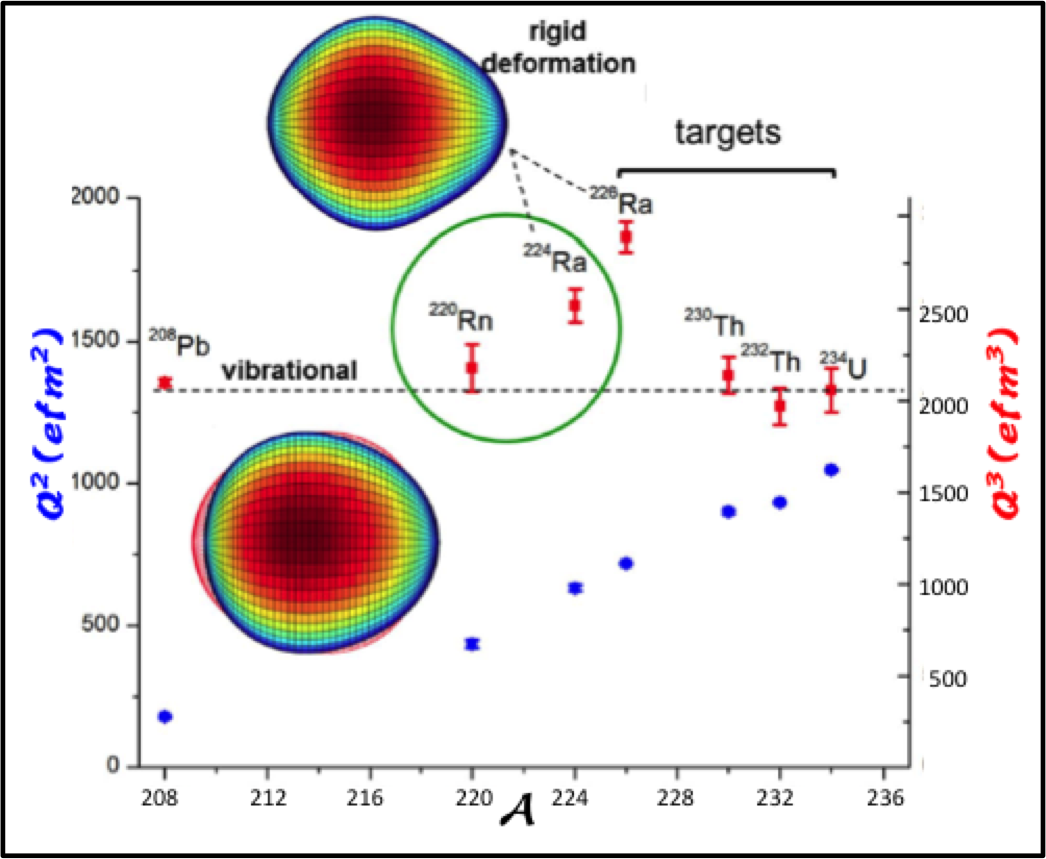 rigid
deformation
targets
2000
²²⁶Ra
²²⁴Ra
²²⁰Rn
2500
²³⁰Th
1500
²⁰⁸Pb
²³²Th
²³⁴U
vibrational
2000
Q² (efm²)
Q³ (efm³)
1000
1500
1000
500
500
0
208 212 216 220 224 228 232 236
A